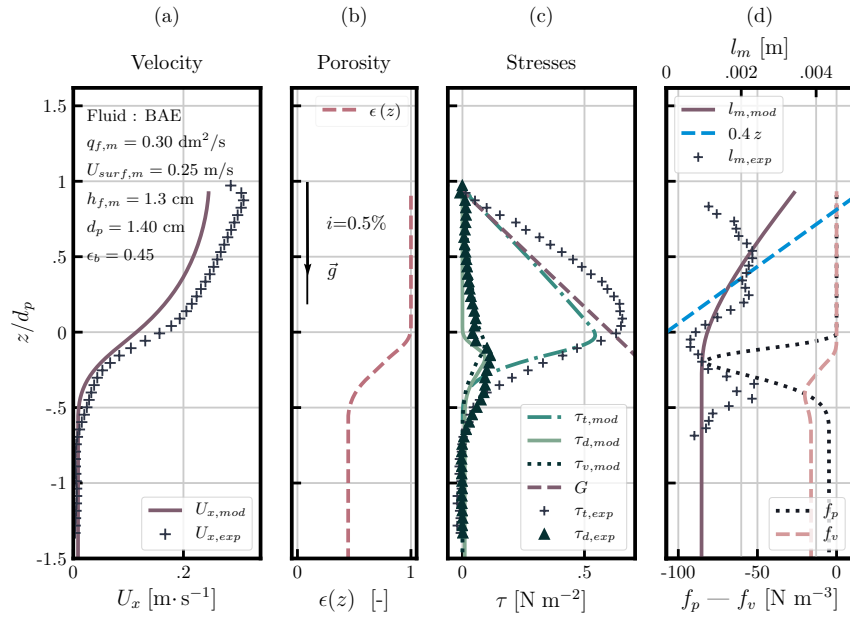 (a) (b) (c) (d)
l_m [m]
0 .002 .004
Velocity Porosity Stresses
1.5
1
.5
0
-.5
-1
-1.5
z/d_p
Fluid : BAE
q_{f,m} = 0.30 dm²/s
U_{surf,m} = 0.25 m/s
h_{f,m} = 1.3 cm
d_p = 1.40 cm
ϵ_b = 0.45
U_{x,mod}
U_{x,exp}
0 .2
U_x [m·s⁻¹]
ϵ(z)
i=0.5%
g⃗
0 1
ϵ(z) [-]
τ_{t,mod}
τ_{d,mod}
τ_{v,mod}
G
τ_{t,exp}
τ_{d,exp}
0 .5
τ [N m⁻²]
l_{m,mod}
0.4 z
l_{m,exp}
f_p
f_v
-100 -50 0
f_p — f_v [N m⁻³]